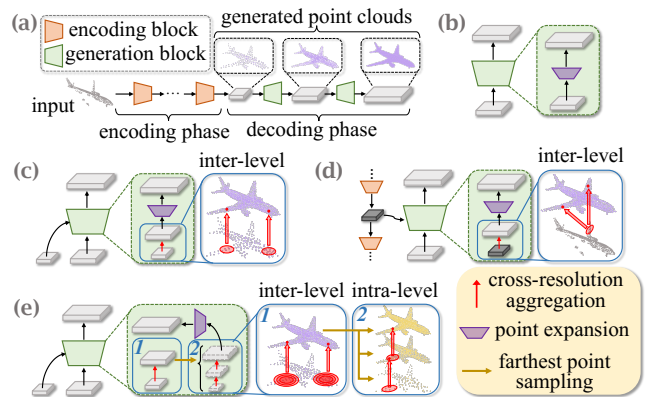 (a)
encoding block
generation block
generated point clouds
input
encoding phase
decoding phase
(b)
(c)
inter-level
(d)
inter-level
(e)
1
2
inter-level
1
intra-level
2
cross-resolution
aggregation
point expansion
farthest point
sampling